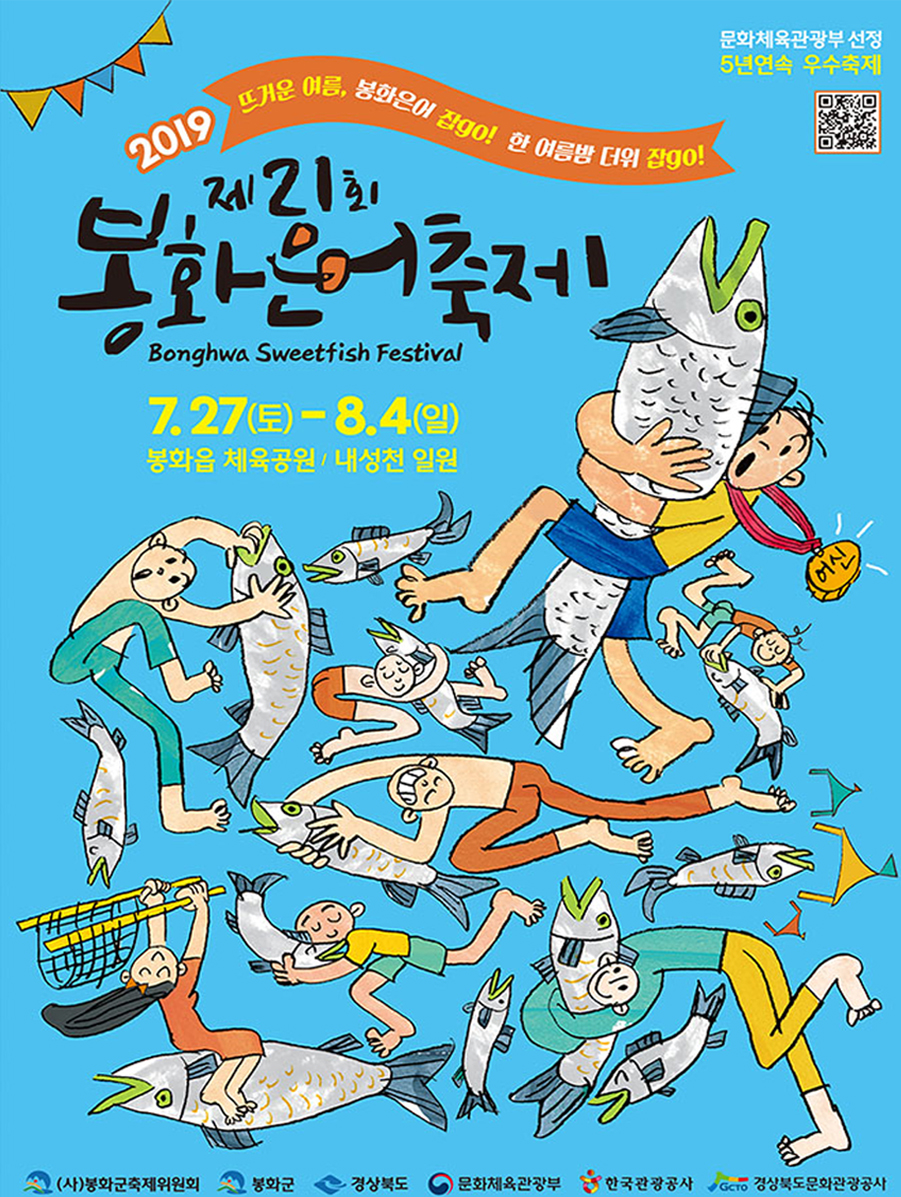 문화체육관광부 선정
5년연속 우수축제
2019
뜨거운 여름, 봉화은어 잡go! 한 여름밤 더위 잡go!
제21회
봉화은어축제
Bonghwa Sweetfish Festival
7.27(토) – 8.4(일)
봉화읍 체육공원 / 내성천 일원
어신
(사)봉화군축제위원회 봉화군 경상북도 문화체육관광부 한국관광공사 GCTO 경상북도문화관광공사